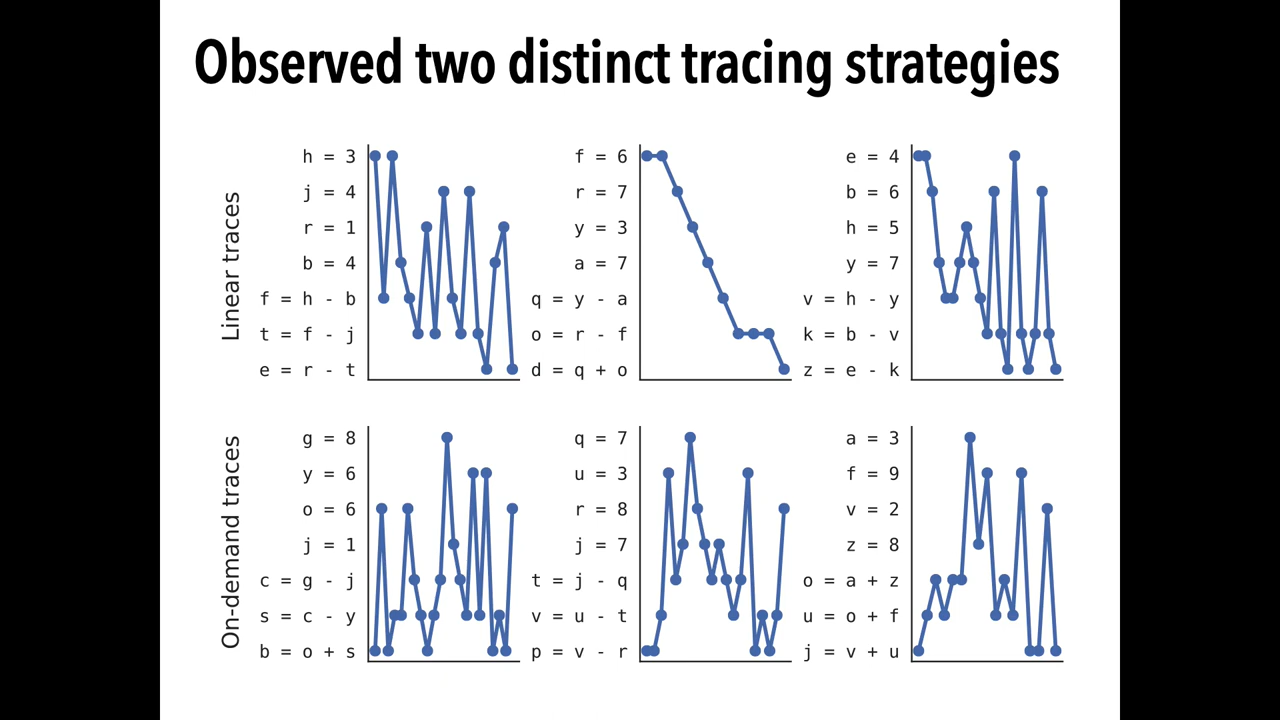 Observed two distinct tracing strategies
Linear traces
h = 3
j = 4
r = 1
b = 4
f = h - b
t = f - j
e = r - t
f = 6
r = 7
y = 3
a = 7
q = y - a
o = r - f
d = q + o
e = 4
b = 6
h = 5
y = 7
v = h - y
k = b - v
z = e - k
On-demand traces
g = 8
y = 6
o = 6
j = 1
c = g - j
s = c - y
b = o + s
q = 7
u = 3
r = 8
j = 7
t = j - q
v = u - t
p = v - r
a = 3
f = 9
v = 2
z = 8
o = a + z
u = o + f
j = v + u